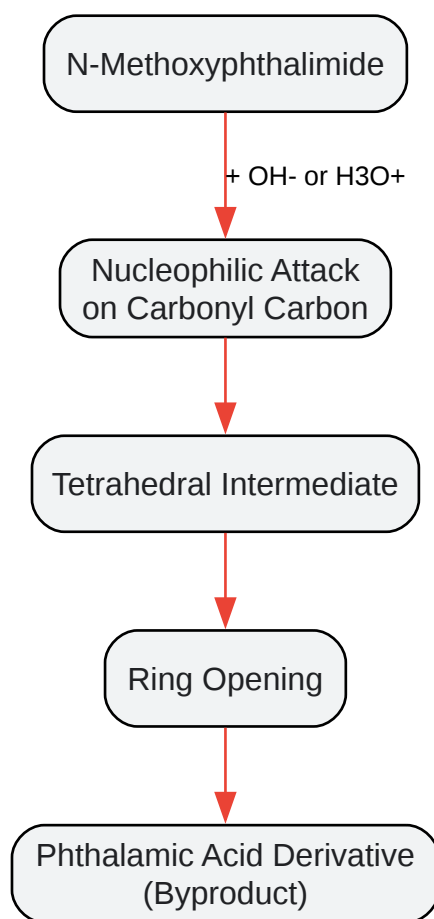 N-Methoxyphthalimide
+ OH- or H3O+
Nucleophilic Attack
on Carbonyl Carbon
Tetrahedral Intermediate
Ring Opening
Phthalamic Acid Derivative
(Byproduct)